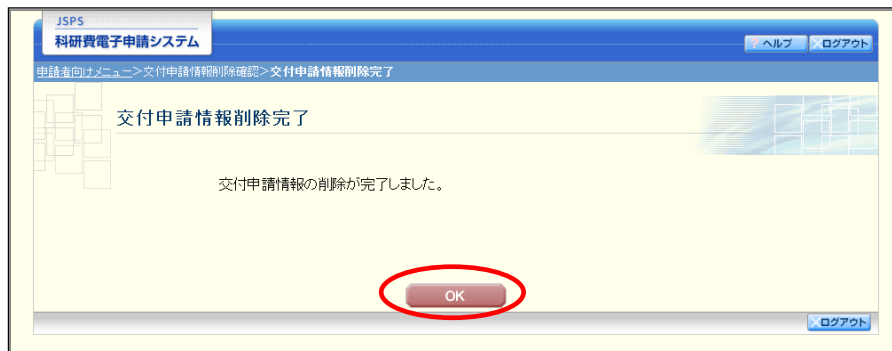 JSPS
科研費電子申請システム
? ヘルプ
×ログアウト
申請者向けメニュー>交付申請情報削除確認>交付申請情報削除完了
交付申請情報削除完了
交付申請情報の削除が完了しました。
OK
×ログアウト